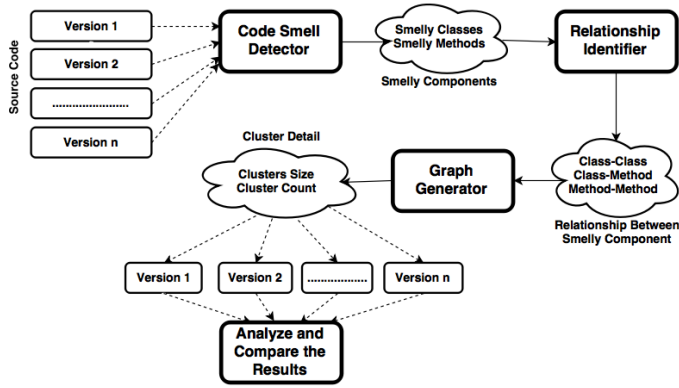 Source Code
Version 1
Version 2
........................
Version n
Code Smell
Detector
Smelly Classes
Smelly Methods
Smelly Components
Relationship
Identifier
Class-Class
Class-Method
Method-Method
Relationship Between
Smelly Component
Graph
Generator
Cluster Detail
Clusters Size
Cluster Count
Version 1
Version 2
..................
Version n
Analyze and
Compare the
Results